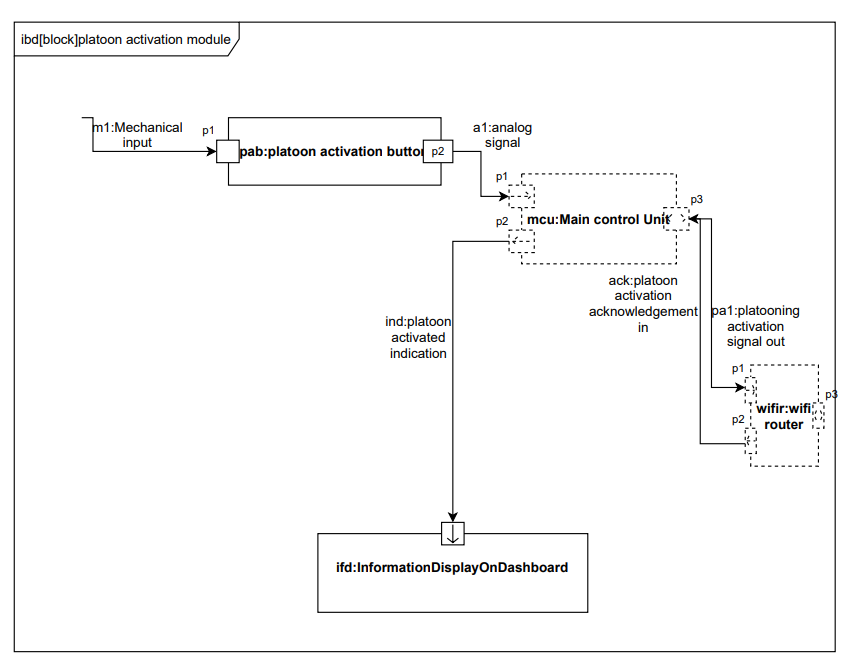 ibd[block]platoon activation module
m1:Mechanical
input
p1
pab:platoon activation button
p2
a1:analog
signal
p1
p2
mcu:Main control Unit
p3
ack:platoon
activation
acknowledgement
in
pa1:platooning
activation
signal out
ind:platoon
activated
indication
p1
p2
wifir:wifi
router
p3
ifd:InformationDisplayOnDashboard